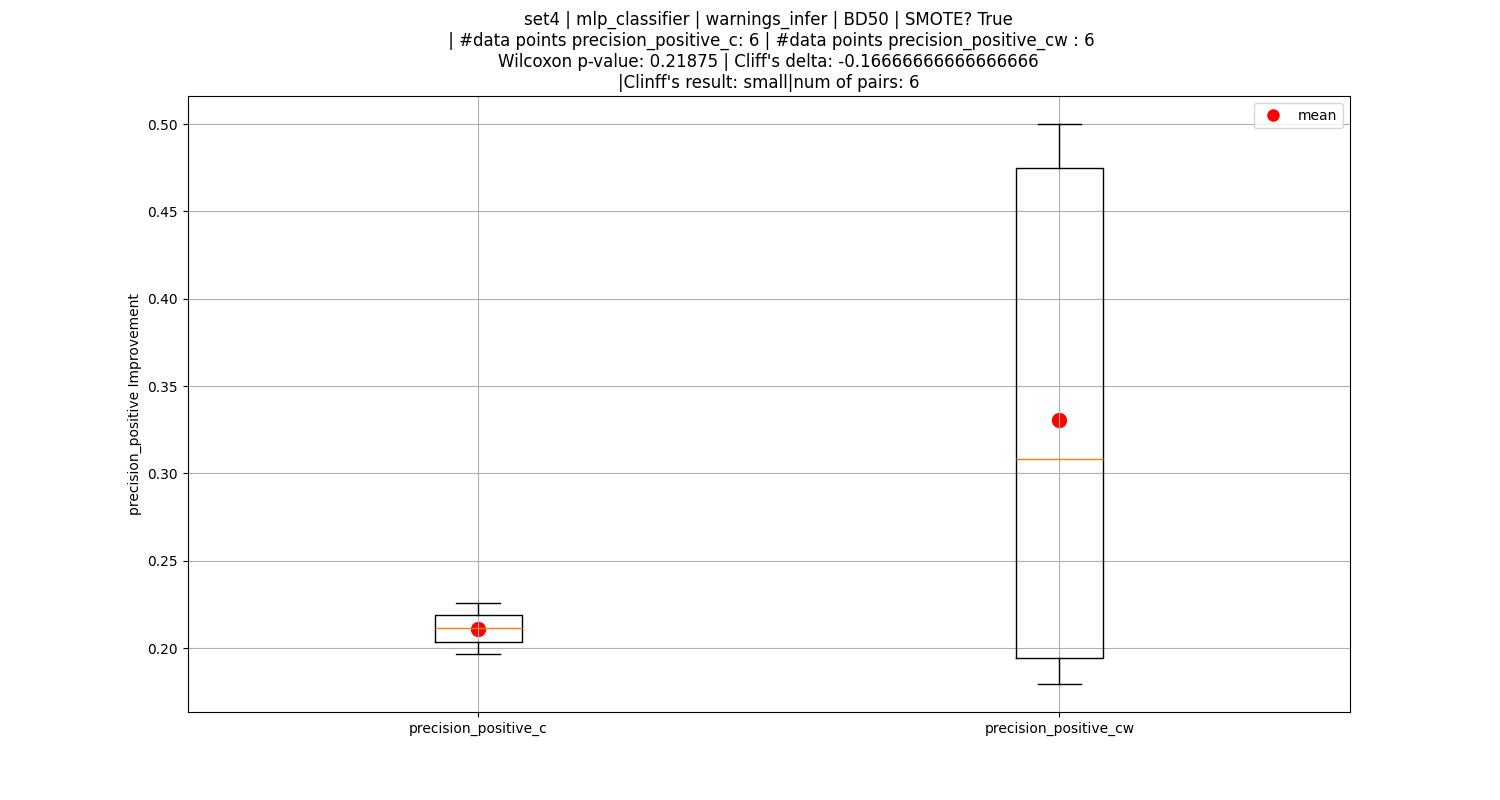 set4 | mlp_classifier | warnings_infer | BD50 | SMOTE? True
| #data points precision_positive_c: 6 | #data points precision_positive_cw : 6
Wilcoxon p-value: 0.21875 | Cliff's delta: -0.16666666666666666
|Clinff's result: small|num of pairs: 6
mean
precision_positive Improvement
0.50
0.45
0.40
0.35
0.30
0.25
0.20
precision_positive_c
precision_positive_cw